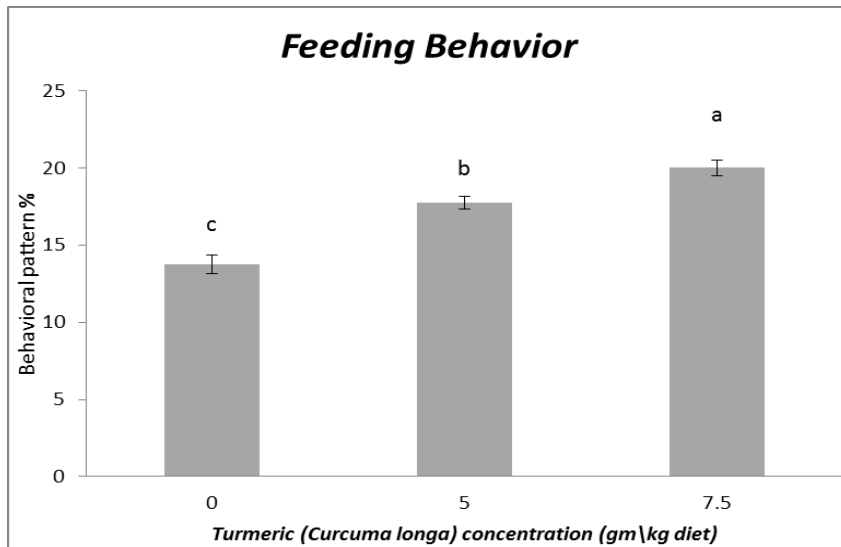 Feeding Behavior
25
a
20
b
c
15
10
5
0
Behavioral pattern %
0 5 7.5
Turmeric (Curcuma longa) concentration (gm\kg diet)